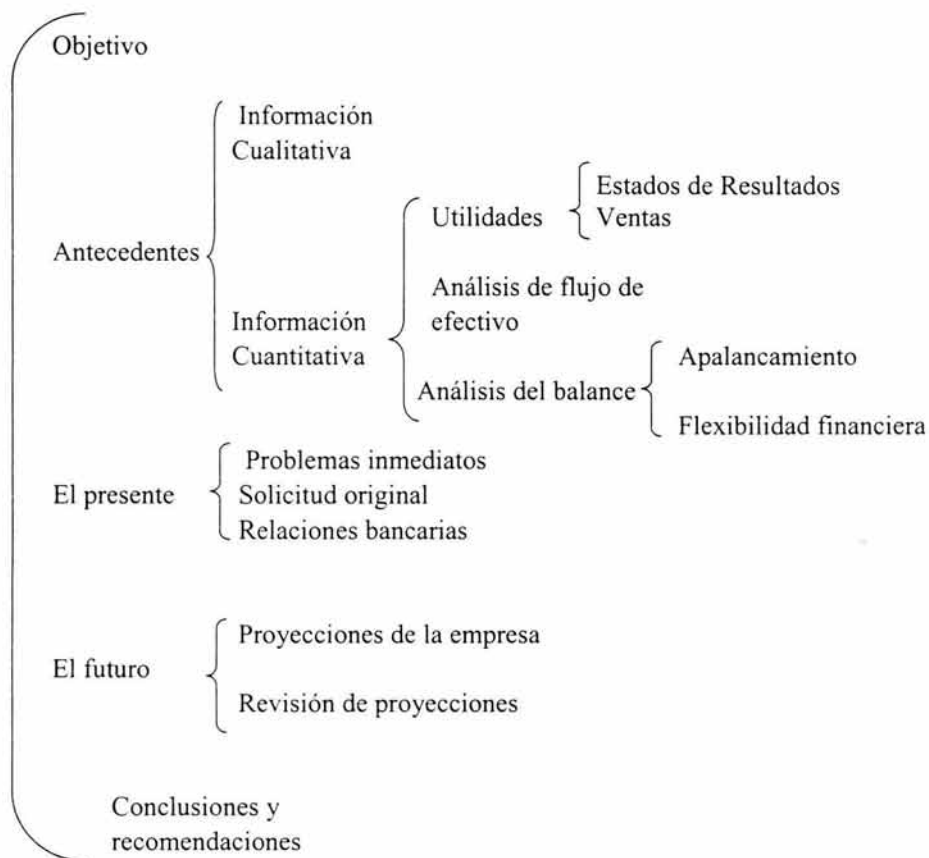 Objetivo
Antecedentes
Información
Cualitativa
Información
Cuantitativa
Utilidades
Estados de Resultados
Ventas
Análisis de flujo de
efectivo
Análisis del balance
Apalancamiento
Flexibilidad financiera
El presente
Problemas inmediatos
Solicitud original
Relaciones bancarias
El futuro
Proyecciones de la empresa
Revisión de proyecciones
Conclusiones y
recomendaciones